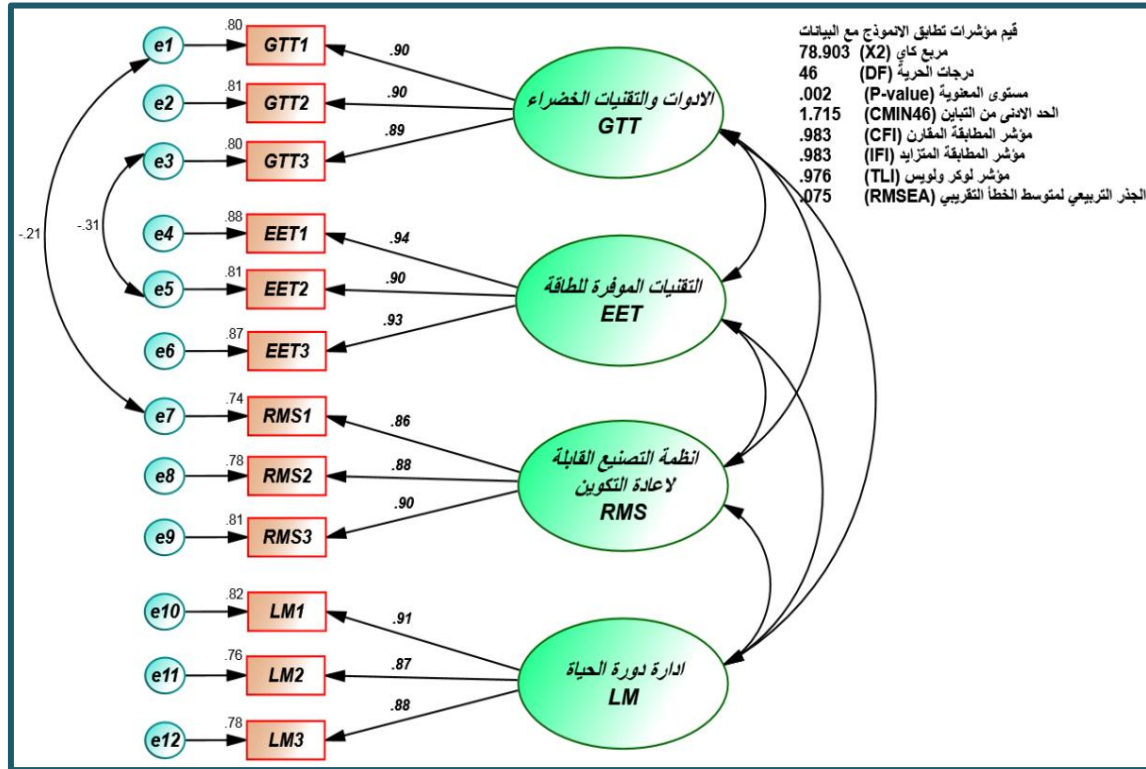 قيم مؤشرات تطابق الانموذج مع البيانات
مربع كاي (X2) 78.903
درجات الحرية (DF) 46
مستوى المعنوية (P-value) .002
الحد الادنى من التباين (CMIN46) 1.715
مؤشر المطابقة المقارن (CFI) .983
مؤشر المطابقة المتزايد (IFI) .983
مؤشر لوكر ولويس (TLI) .976
الجذر التربيعي لمتوسط الخطأ التقريبي (RMSEA) .075
الادوات والتقنيات الخضراء
GTT
e1 .80 GTT1 .90
e2 .81 GTT2 .90
e3 .80 GTT3 .89
-.21
-.31
التقنيات الموفرة للطاقة
EET
e4 .88 EET1 .94
e5 .81 EET2 .90
e6 .87 EET3 .93
انظمة التصنيع القابلة
لاعادة التكوين
RMS
e7 .74 RMS1 .86
e8 .78 RMS2 .88
e9 .81 RMS3 .90
ادارة دورة الحياة
LM
e10 .82 LM1 .91
e11 .76 LM2 .87
e12 .78 LM3 .88